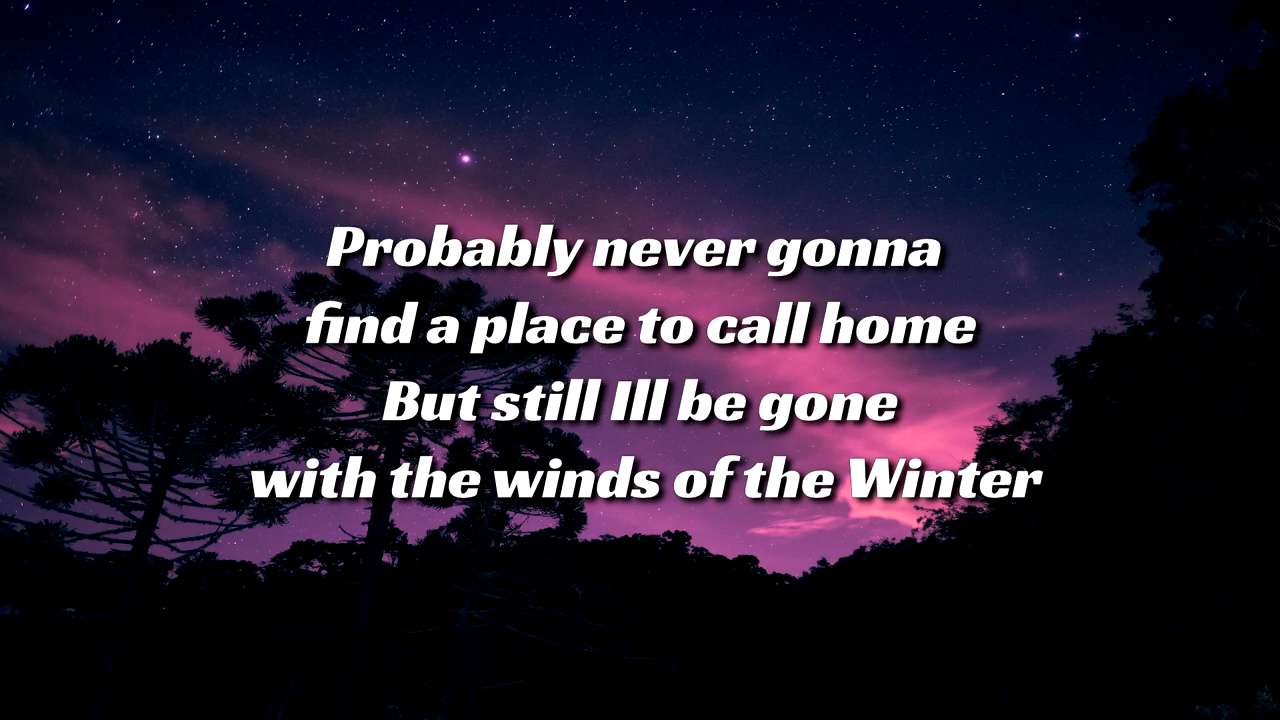 Probably never gonna
find a place to call home
But still Ill be gone
with the winds of the Winter